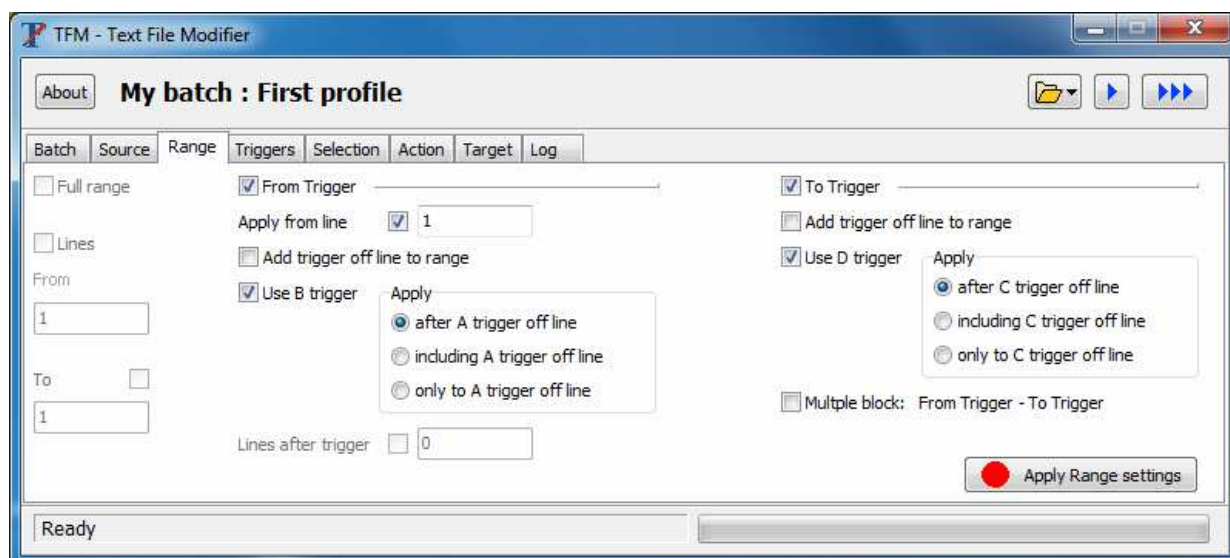 TFM - Text File Modifier
About
My batch : First profile
Batch Source Range Triggers Selection Action Target Log
Full range
Lines
From
1
To
1
From Trigger
Apply from line 1
Add trigger off line to range
Use B trigger
Apply
after A trigger off line
including A trigger off line
only to A trigger off line
Lines after trigger 0
To Trigger
Add trigger off line to range
Use D trigger
Apply
after C trigger off line
including C trigger off line
only to C trigger off line
Multple block: From Trigger - To Trigger
Apply Range settings
Ready